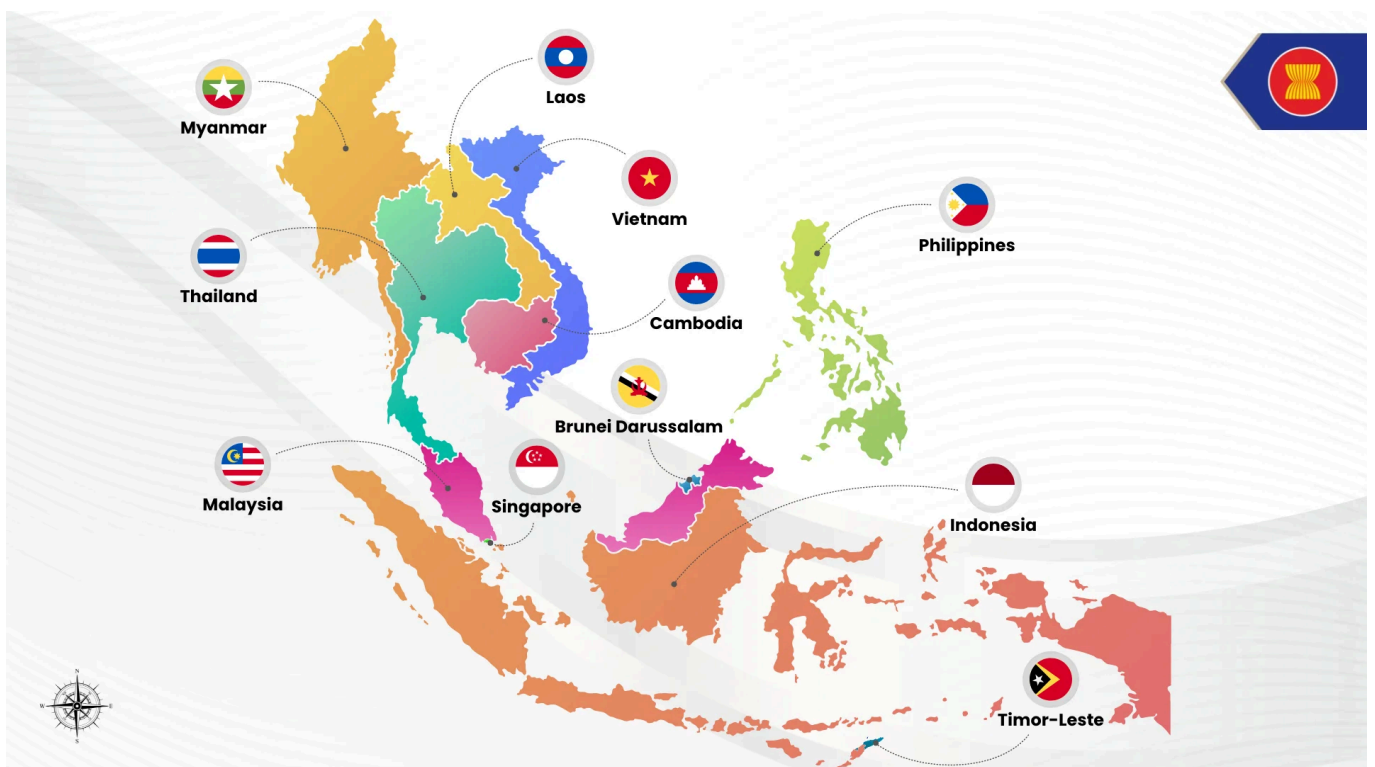 Laos
Myanmar
Vietnam
Philippines
Thailand
Cambodia
Brunei Darussalam
Malaysia
Singapore
Indonesia
Timor-Leste
N
W
E
S